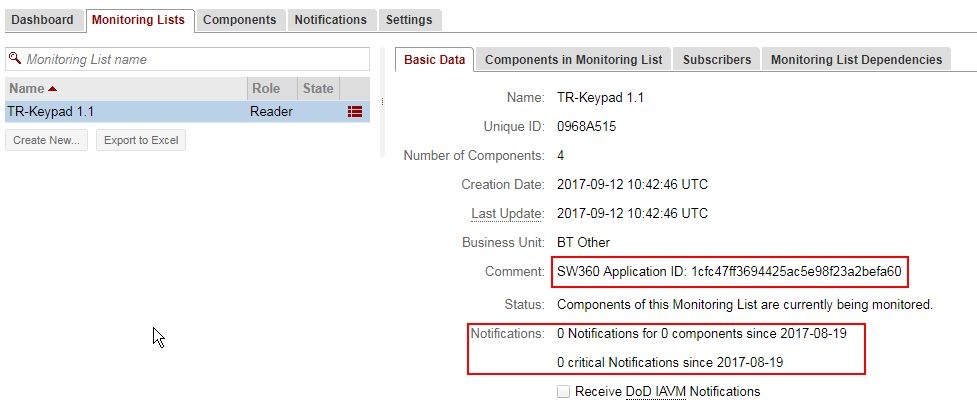 Dashboard Monitoring Lists Components Notifications Settings
Monitoring List name
Name Role State
TR-Keypad 1.1 Reader
Create New... Export to Excel
Basic Data Components in Monitoring List Subscribers Monitoring List Dependencies
Name: TR-Keypad 1.1
Unique ID: 0968A515
Number of Components: 4
Creation Date: 2017-09-12 10:42:46 UTC
Last Update: 2017-09-12 10:42:46 UTC
Business Unit: BT Other
Comment: SW360 Application ID: 1cfc47ff3694425ac5e98f23a2befa60
Status: Components of this Monitoring List are currently being monitored.
Notifications: 0 Notifications for 0 components since 2017-08-19
0 critical Notifications since 2017-08-19
Receive DoD IAVM Notifications